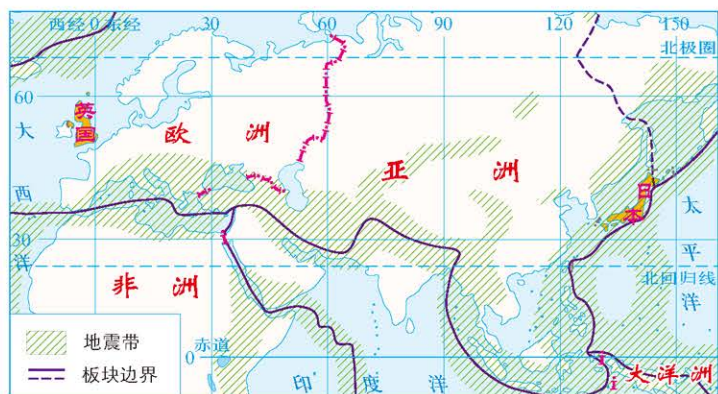 西经 0 东经 30 60 90 120 150
北极圈
60
英国
大西洋
欧洲
亚洲
日本
太平洋
30
北回归线
非洲
地震带
赤道 0
板块边界
印度洋
大洋洲